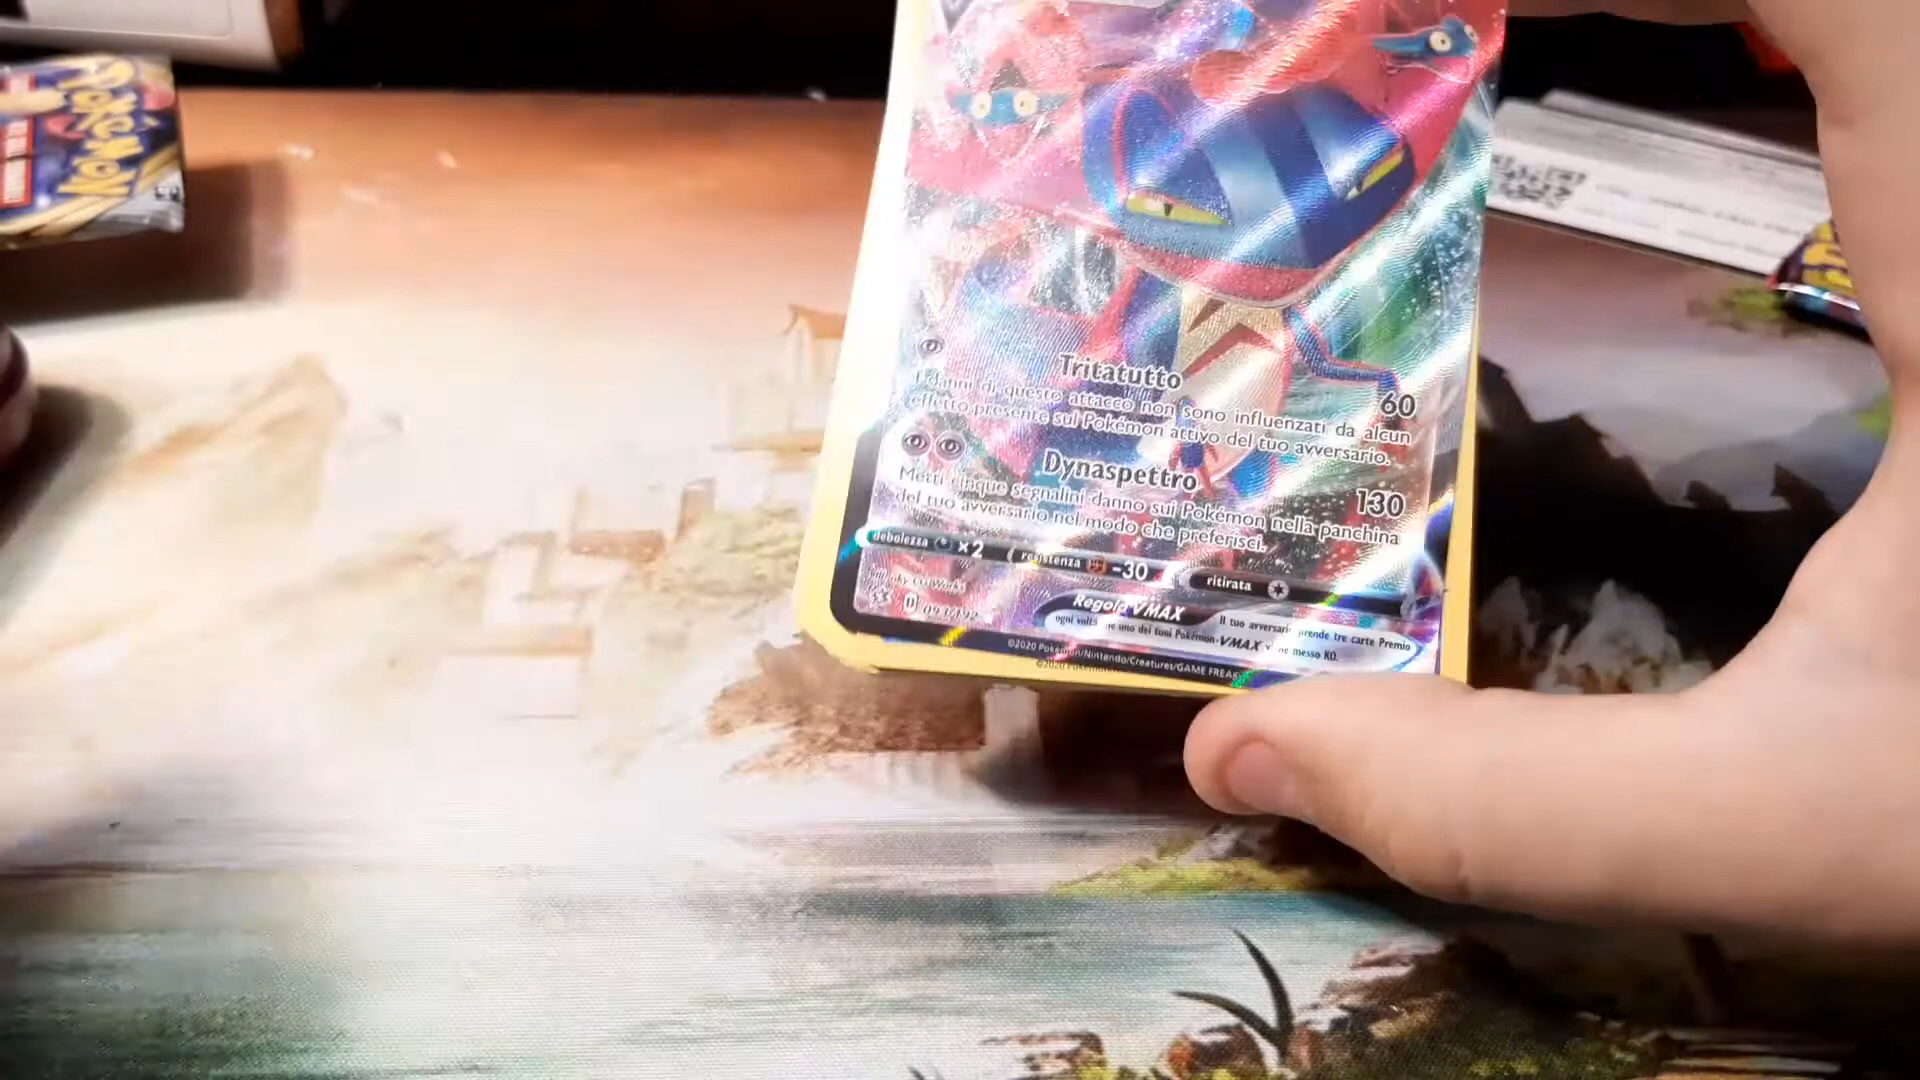 POKÉMON
Tritatutto 60
I danni di questo attacco non sono influenzati da alcun
effetto presente sul Pokémon attivo del tuo avversario.
Dynaspettro 130
Metti cinque segnalini danno sui Pokémon nella panchina
del tuo avversario nel modo che preferisci.
debolezza ×2 resistenza -30 ritirata
Regola VMAX Il tuo avversario prende tre carte Premio
ogni volta uno dei tuoi Pokémon-VMAX viene messo KO.
©2020 Pokémon/Nintendo/Creatures/GAME FREAK
©2020